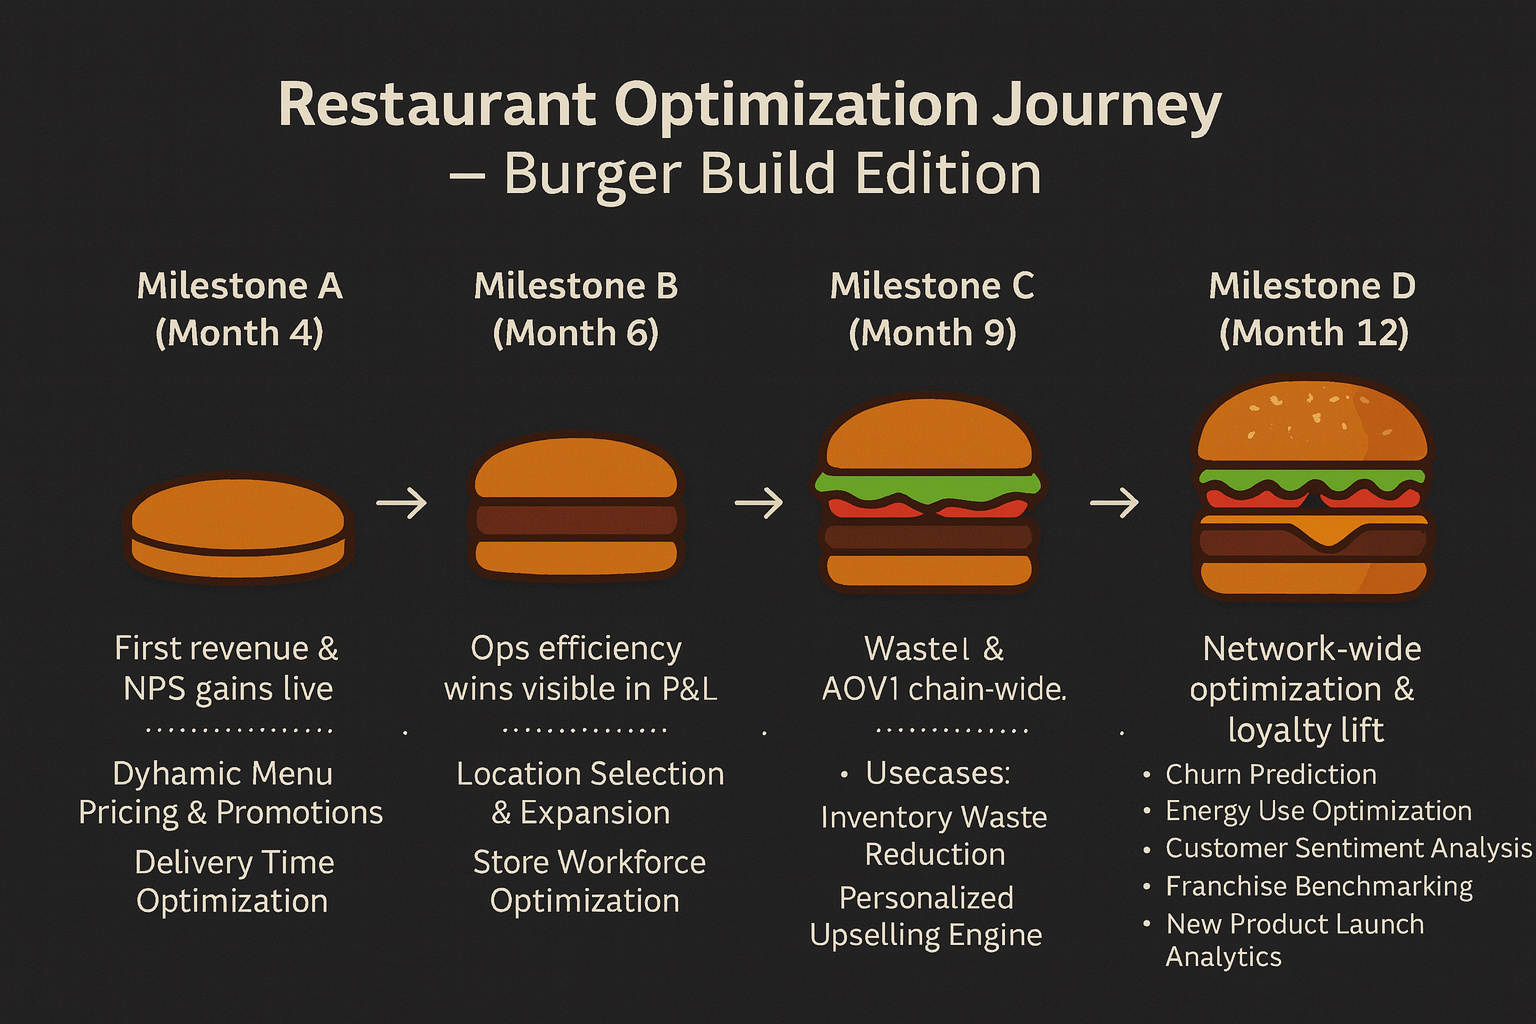 Restaurant Optimization Journey
– Burger Build Edition
Milestone A
(Month 4)
First revenue &
NPS gains live
Dyhamic Menu
Pricing & Promotions
Delivery Time
Optimization
Milestone B
(Month 6)
Ops efficiency
wins visible in P&L
Location Selection
& Expansion
Store Workforce
Optimization
Milestone C
(Month 9)
Wastel &
AOV1 chain-wide.
• Usecases:
Inventory Waste
Reduction
Personalized
Upselling Engine
Milestone D
(Month 12)
Network-wide
optimization &
loyalty lift
• Churn Prediction
• Energy Use Optimization
• Customer Sentiment Analysis
• Franchise Benchmarking
• New Product Launch
Analytics